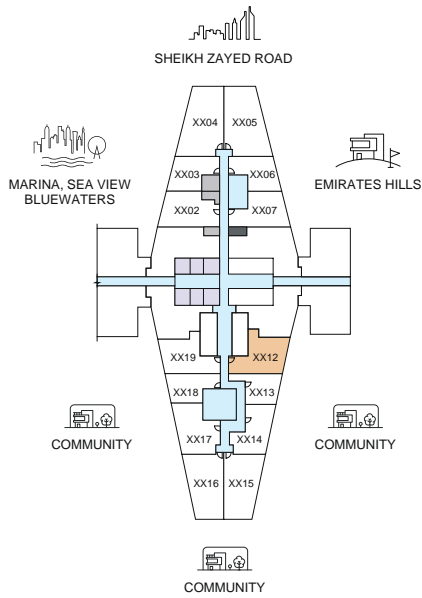 SHEIKH ZAYED ROAD
XX04 XX05
MARINA, SEA VIEW
BLUEWATERS
EMIRATES HILLS
XX03 XX06
XX02 XX07
XX19 XX12
XX18 XX13
COMMUNITY
COMMUNITY
XX17 XX14
XX16 XX15
COMMUNITY